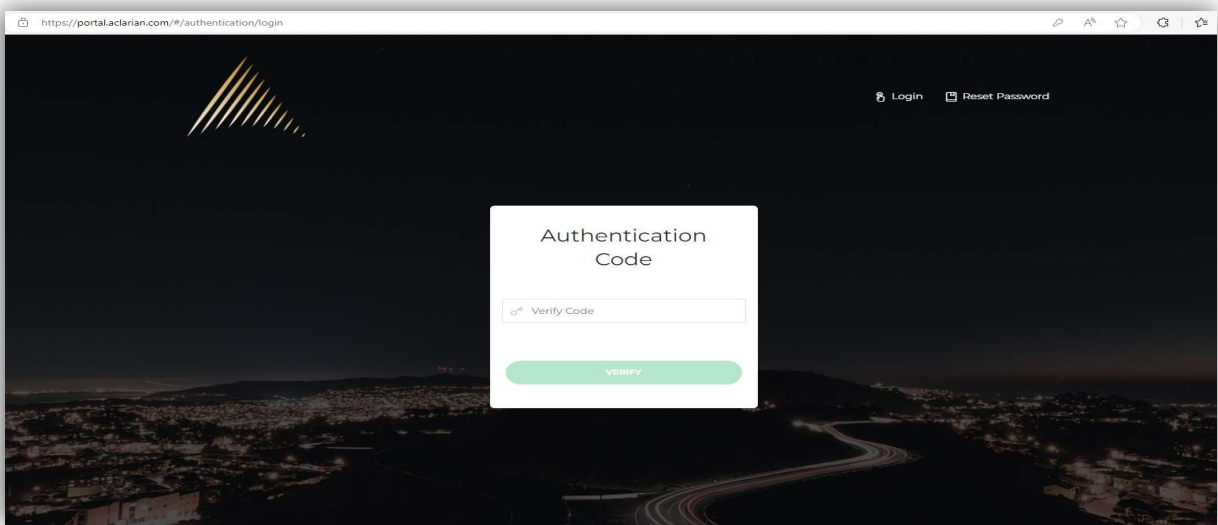 https://portal.aclarian.com/#/authentication/login
Login Reset Password
Authentication
Code
Verify Code
VERIFY